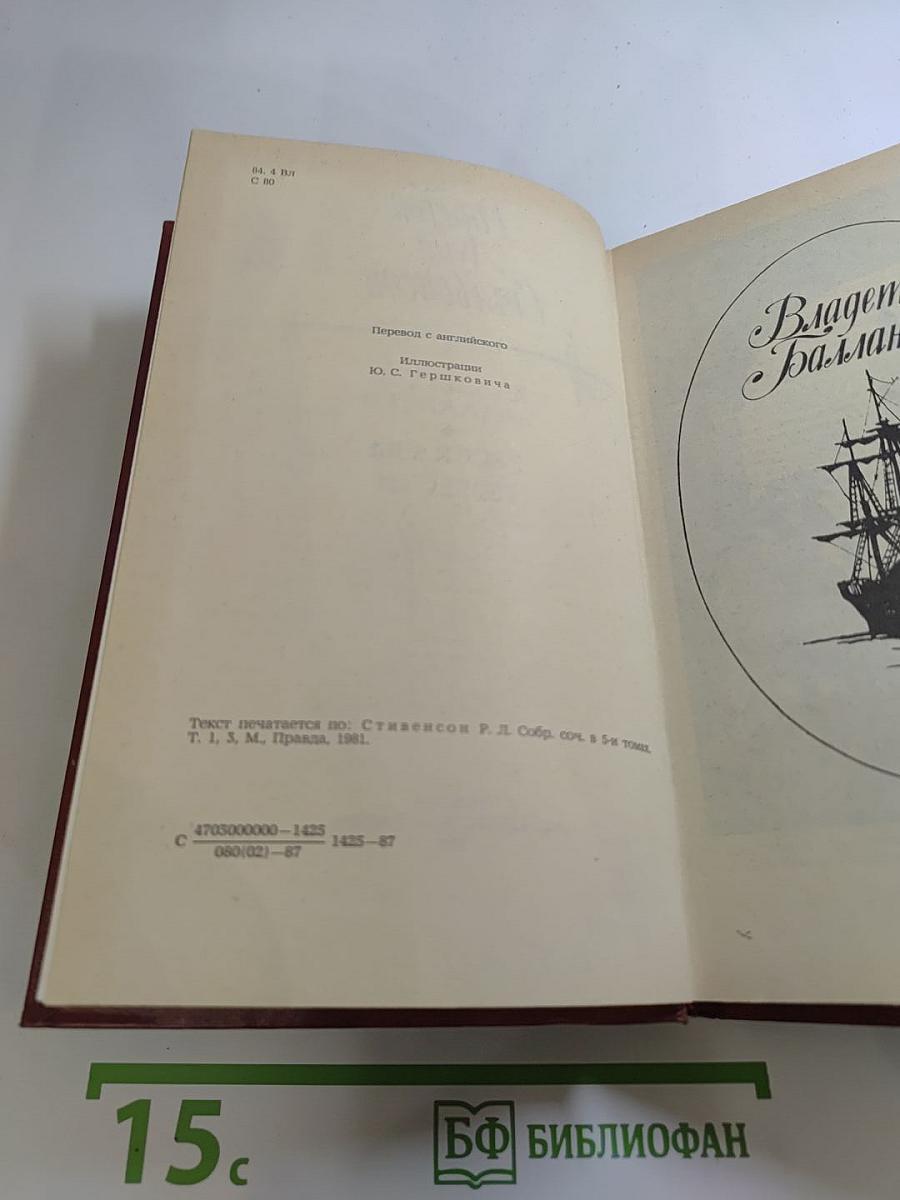 84. 4 Вл
С 80
Перевод с английского
Иллюстрации
Ю. С. Гершковича
Текст печатается по: Стивенсон Р. Л. Собр. соч. в 5-и томах.
Т. 1, 3, М., Правда, 1981.
С 4703000000—1425
080(02)—87
1425—87
Владет
Баллан
15с
БФ БИБЛИОФАН